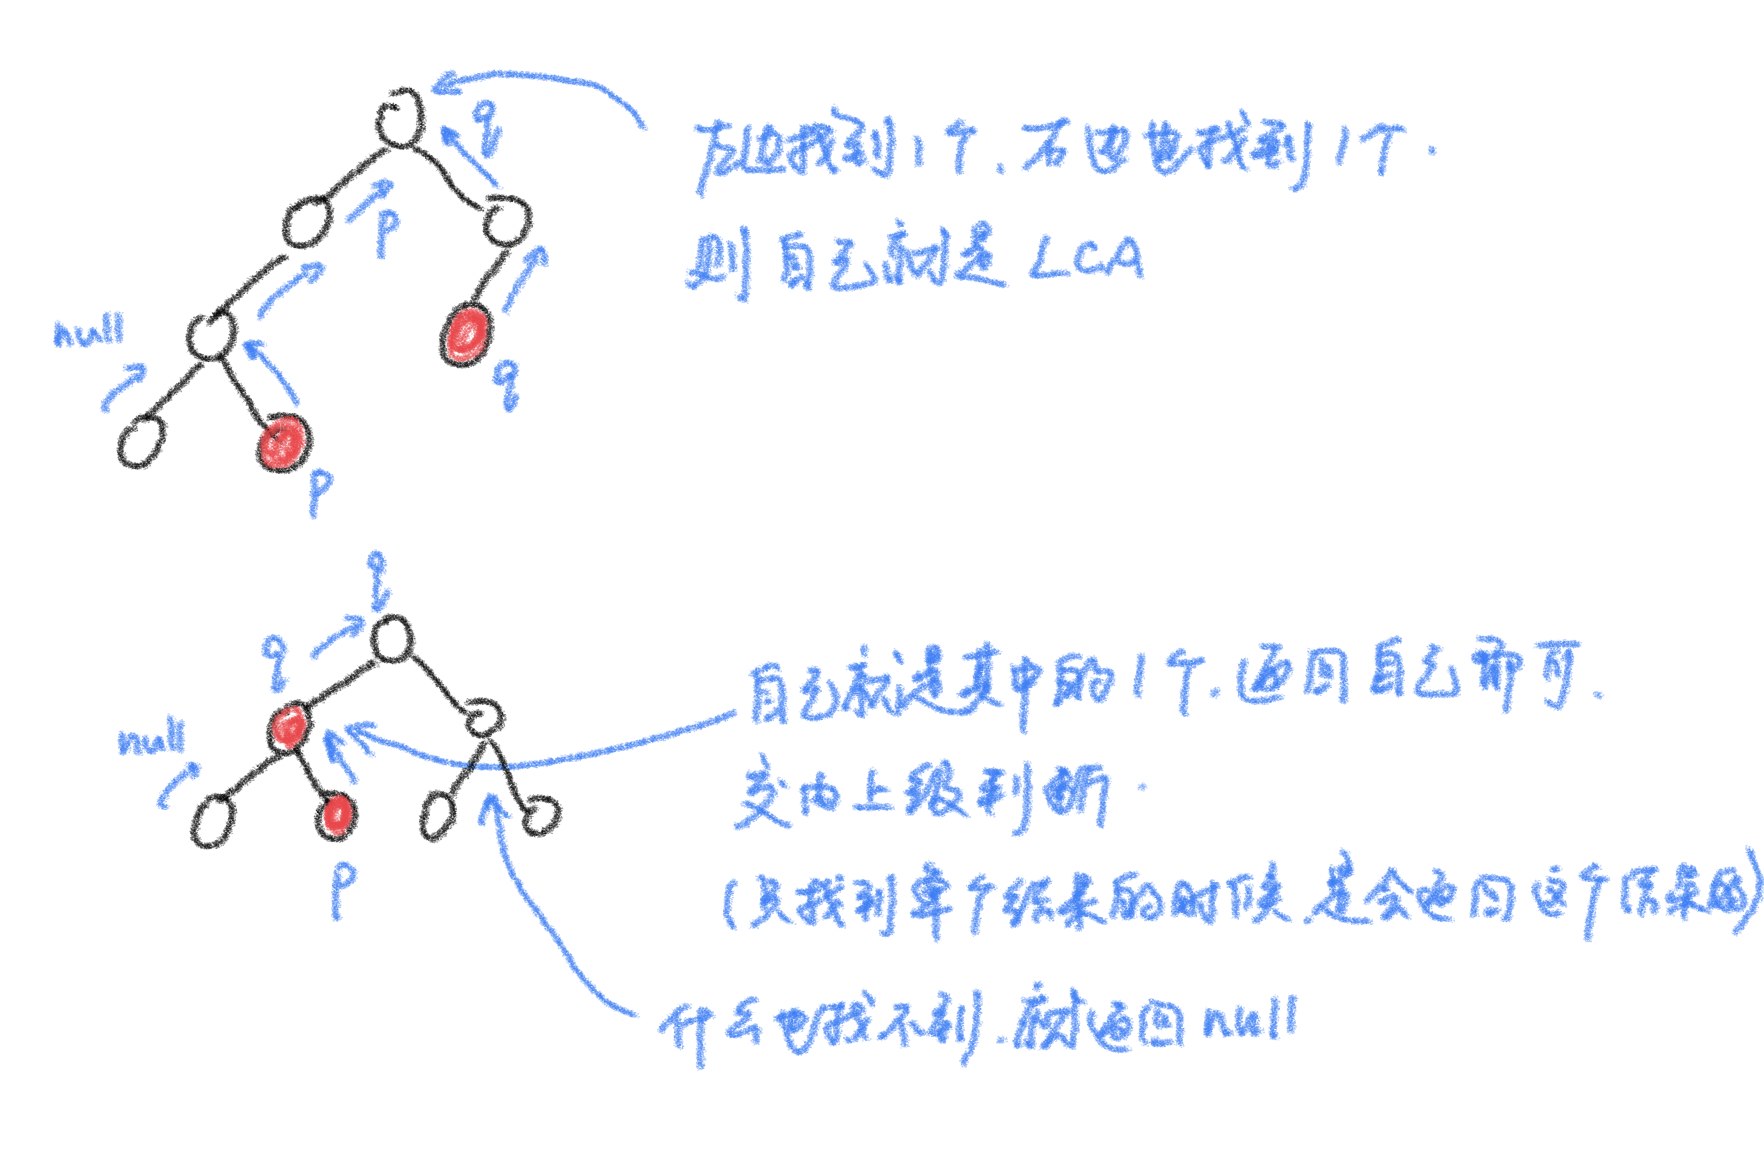 q
左边找到1个.右边也找到1个.
p
则自己就是LCA
null
q
p
q
q
自己就是其中的1个.返回自己即可.
null
交由上级判断.
p
(只找到单个结果的时候.是会返回这个结果的)
什么也找不到.就返回null